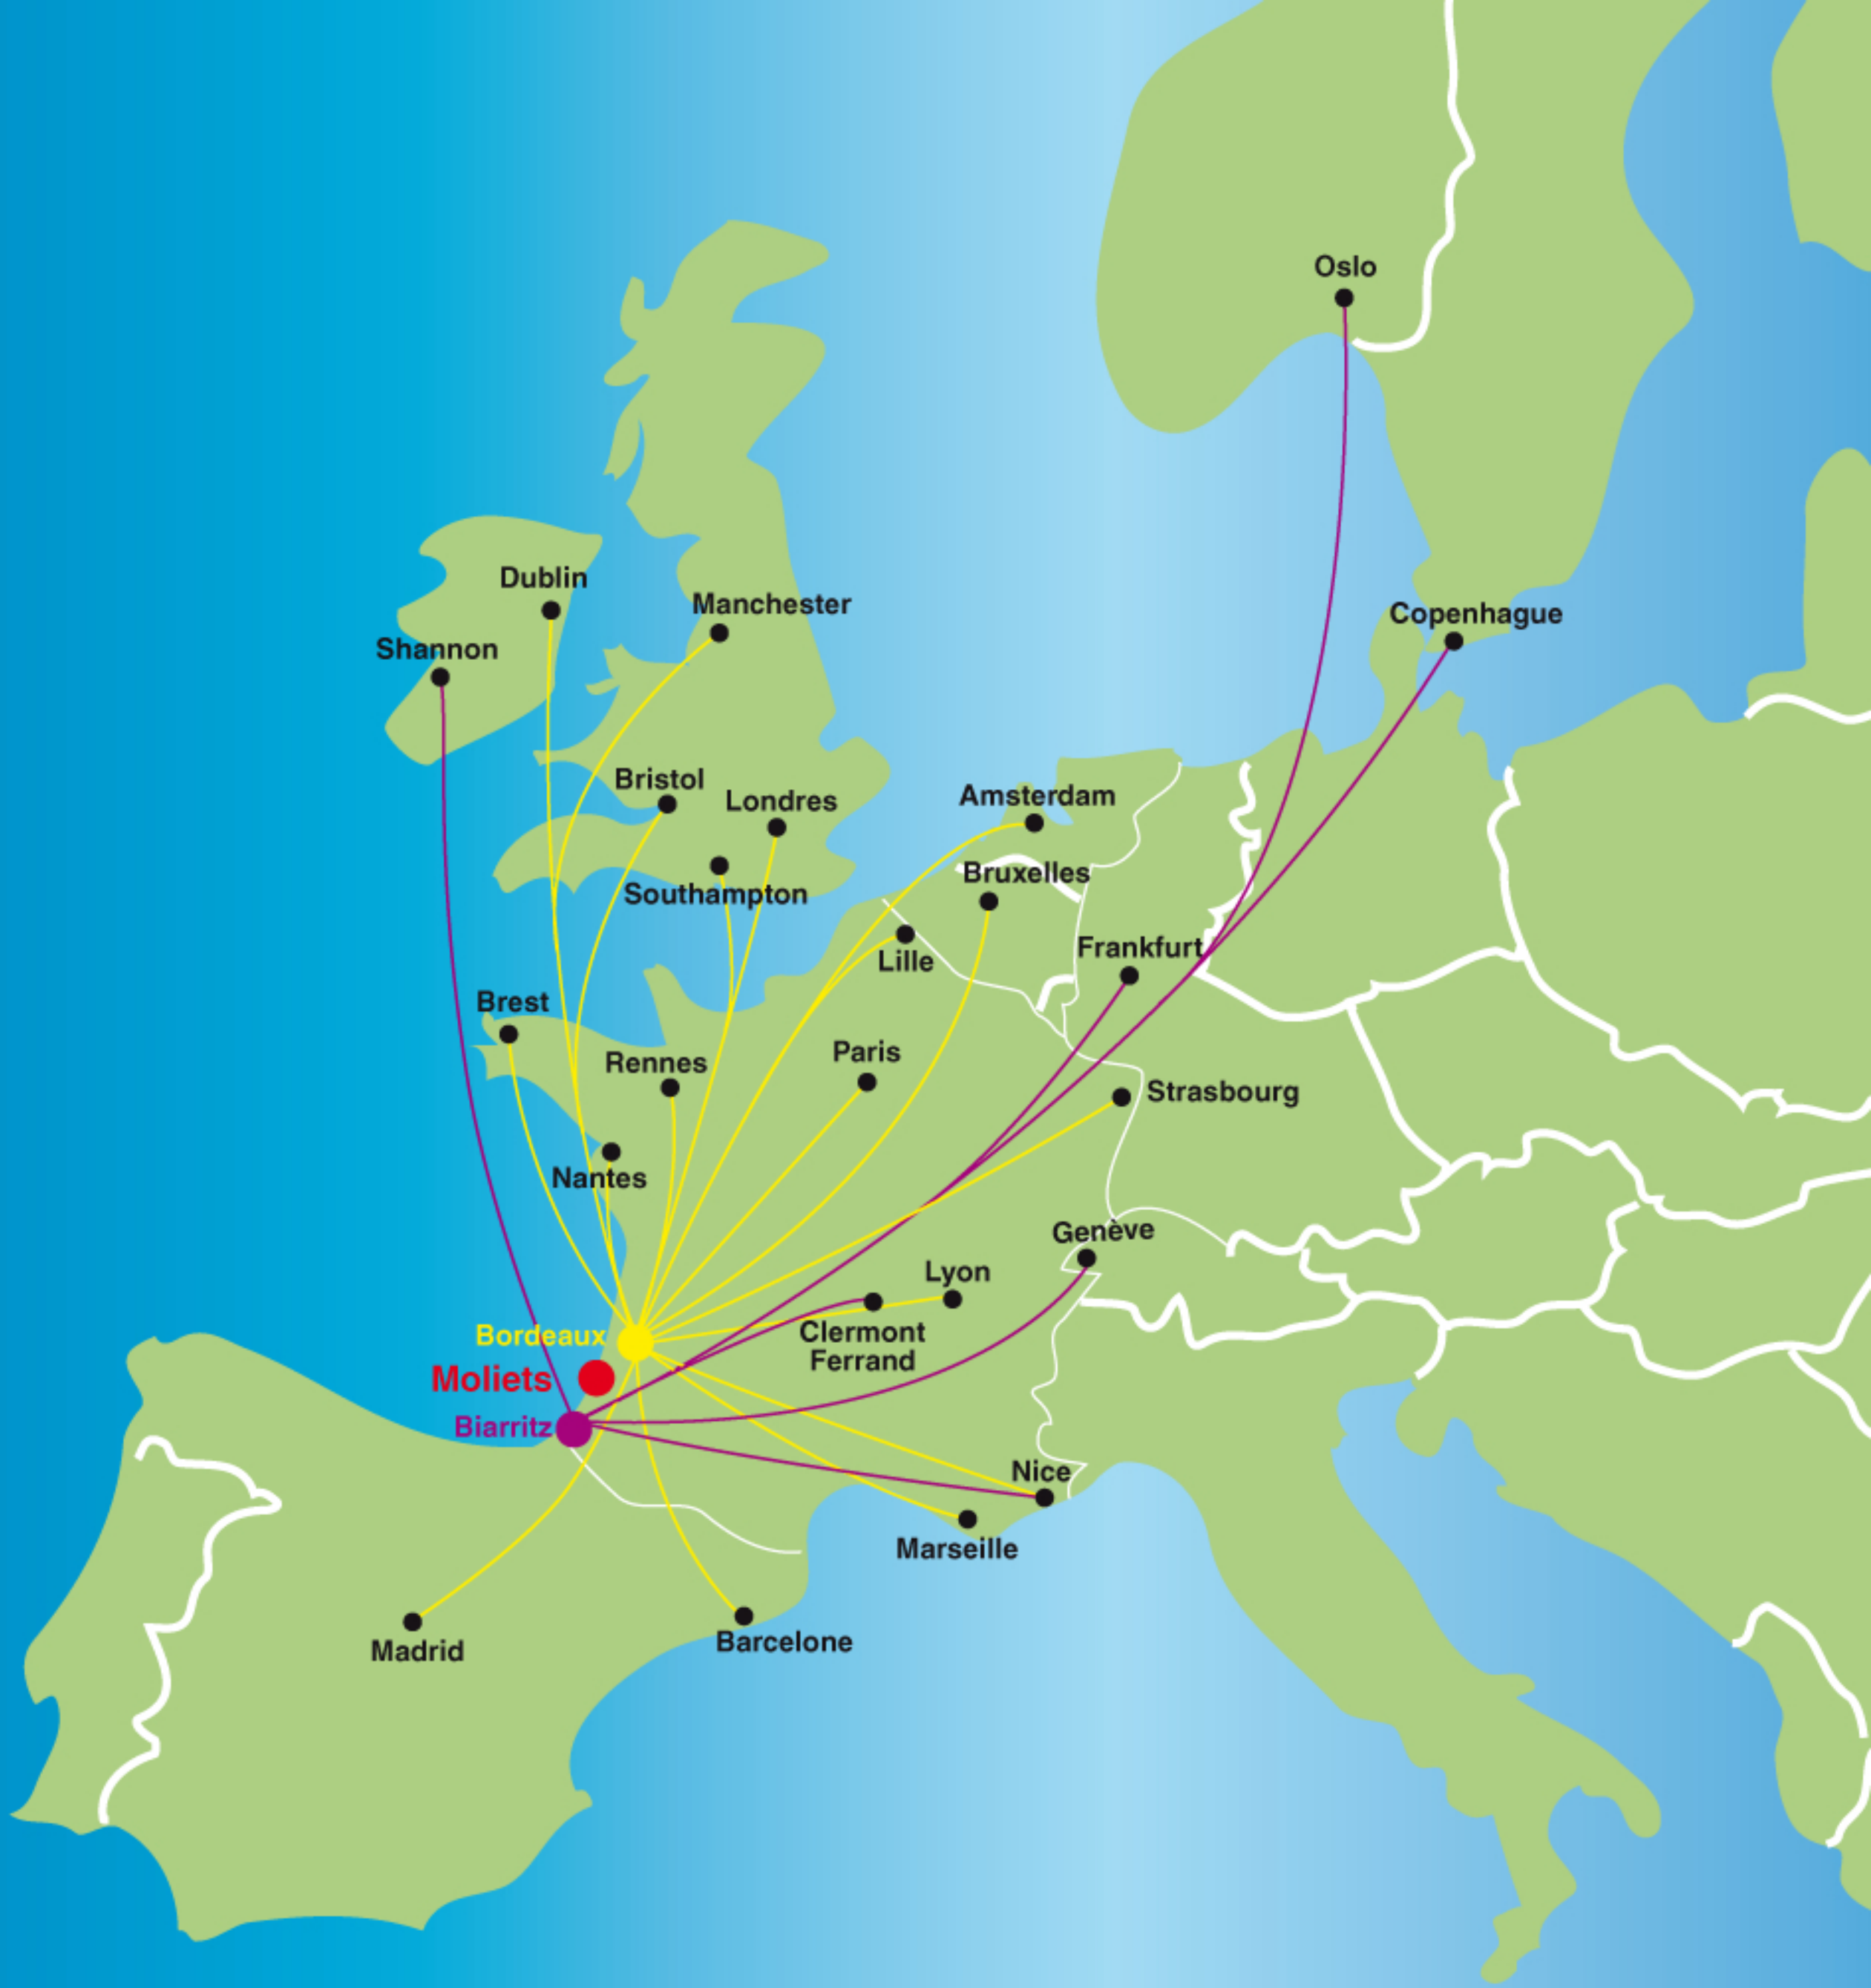 Oslo
Dublin
Manchester
Copenhague
Shannon
Bristol
Londres
Amsterdam
Bruxelles
Southampton
Lille
Frankfurt
Brest
Rennes
Paris
Strasbourg
Nantes
Genève
Lyon
Bordeaux
Clermont
Ferrand
Moliets
Biarritz
Nice
Marseille
Madrid
Barcelone